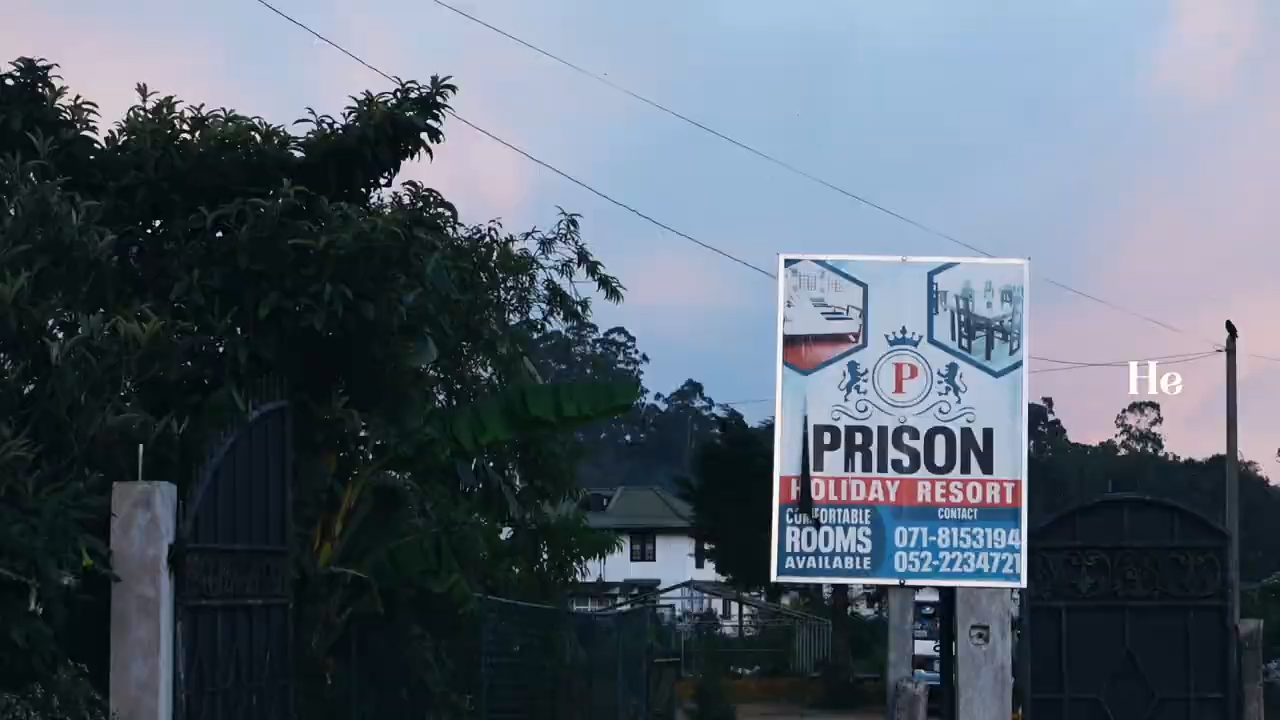 P
PRISON
HOLIDAY RESORT
COMFORTABLE
ROOMS
AVAILABLE
CONTACT
071-8153194
052-2234721
He